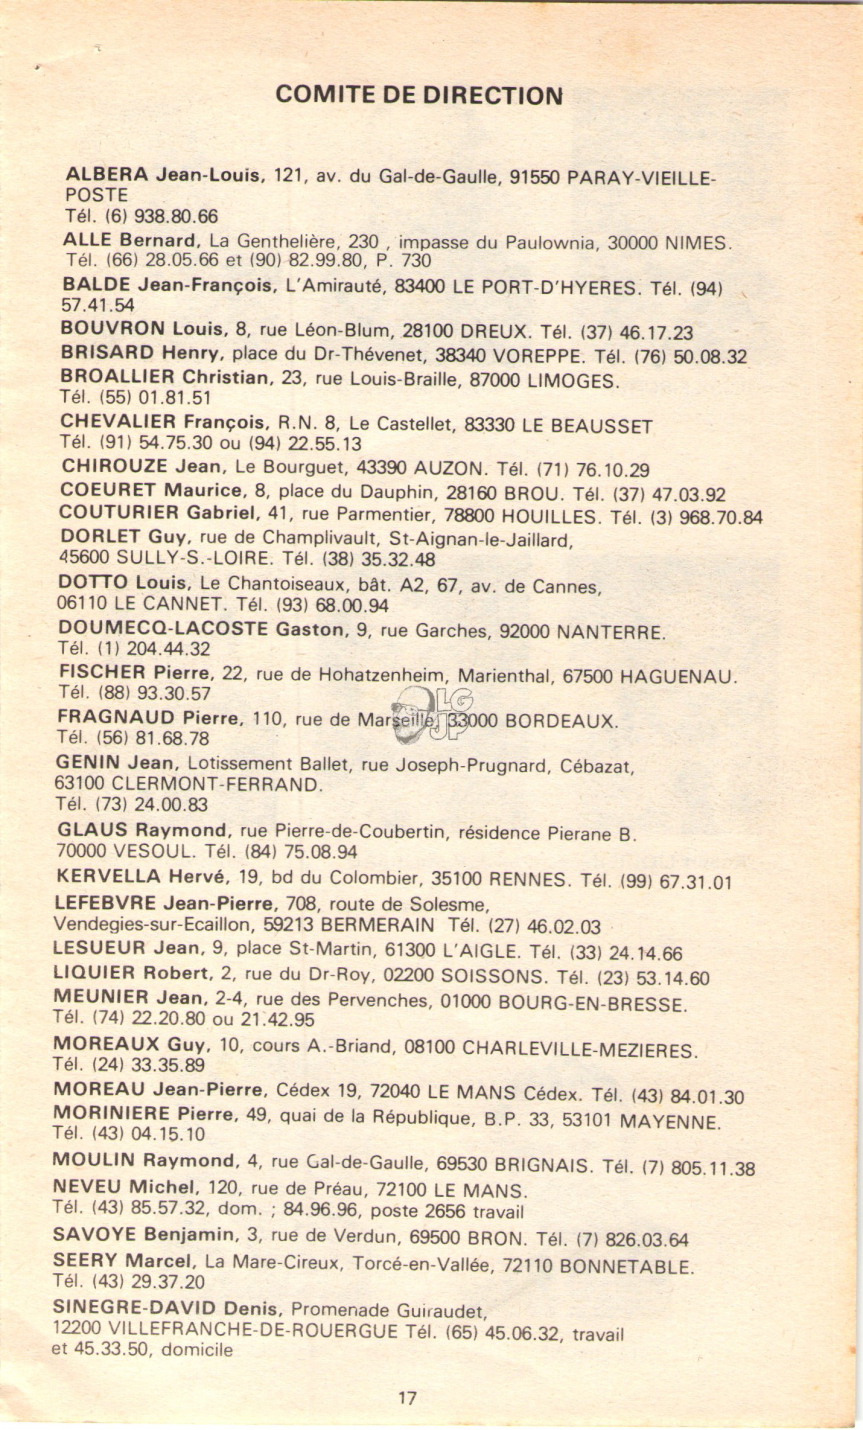 COMITE DE DIRECTION
ALBERA Jean-Louis, 121, av. du Gal-de-Gaulle, 91550 PARAY-VIEILLE-
POSTE
Tél. (6) 938.80.66
ALLE Bernard, La Genthelière, 230 , impasse du Paulownia, 30000 NIMES.
Tél. (66) 28.05.66 et (90) 82.99.80, P. 730
BALDE Jean-François, L'Amirauté, 83400 LE PORT-D'HYERES. Tél. (94)
57.41.54
BOUVRON Louis, 8, rue Léon-Blum, 28100 DREUX. Tél. (37) 46.17.23
BRISARD Henry, place du Dr-Thévenet, 38340 VOREPPE. Tél. (76) 50.08.32
BROALLIER Christian, 23, rue Louis-Braille, 87000 LIMOGES.
Tél. (55) 01.81.51
CHEVALIER François, R.N. 8, Le Castellet, 83330 LE BEAUSSET
Tél. (91) 54.75.30 ou (94) 22.55.13
CHIROUZE Jean, Le Bourguet, 43390 AUZON. Tél. (71) 76.10.29
COEURET Maurice, 8, place du Dauphin, 28160 BROU. Tél. (37) 47.03.92
COUTURIER Gabriel, 41, rue Parmentier, 78800 HOUILLES. Tél. (3) 968.70.84
DORLET Guy, rue de Champlivault, St-Aignan-le-Jaillard,
45600 SULLY-S.-LOIRE. Tél. (38) 35.32.48
DOTTO Louis, Le Chantoiseaux, bât. A2, 67, av. de Cannes,
06110 LE CANNET. Tél. (93) 68.00.94
DOUMECQ-LACOSTE Gaston, 9, rue Garches, 92000 NANTERRE.
Tél. (1) 204.44.32
FISCHER Pierre, 22, rue de Hohatzenheim, Marienthal, 67500 HAGUENAU.
Tél. (88) 93.30.57
FRAGNAUD Pierre, 110, rue de Marseille, 33000 BORDEAUX.
Tél. (56) 81.68.78
LG
JP
GENIN Jean, Lotissement Ballet, rue Joseph-Prugnard, Cébazat,
63100 CLERMONT-FERRAND.
Tél. (73) 24.00.83
GLAUS Raymond, rue Pierre-de-Coubertin, résidence Pierane B.
70000 VESOUL. Tél. (84) 75.08.94
KERVELLA Hervé, 19, bd du Colombier, 35100 RENNES. Tél. (99) 67.31.01
LEFEBVRE Jean-Pierre, 708, route de Solesme,
Vendegies-sur-Ecaillon, 59213 BERMERAIN Tél. (27) 46.02.03
LESUEUR Jean, 9, place St-Martin, 61300 L'AIGLE. Tél. (33) 24.14.66
LIQUIER Robert, 2, rue du Dr-Roy, 02200 SOISSONS. Tél. (23) 53.14.60
MEUNIER Jean, 2-4, rue des Pervenches, 01000 BOURG-EN-BRESSE.
Tél. (74) 22.20.80 ou 21.42.95
MOREAUX Guy, 10, cours A.-Briand, 08100 CHARLEVILLE-MEZIERES.
Tél. (24) 33.35.89
MOREAU Jean-Pierre, Cédex 19, 72040 LE MANS Cédex. Tél. (43) 84.01.30
MORINIERE Pierre, 49, quai de la République, B.P. 33, 53101 MAYENNE.
Tél. (43) 04.15.10
MOULIN Raymond, 4, rue Gal-de-Gaulle, 69530 BRIGNAIS. Tél. (7) 805.11.38
NEVEU Michel, 120, rue de Préau, 72100 LE MANS.
Tél. (43) 85.57.32, dom. ; 84.96.96, poste 2656 travail
SAVOYE Benjamin, 3, rue de Verdun, 69500 BRON. Tél. (7) 826.03.64
SEERY Marcel, La Mare-Cireux, Torcé-en-Vallée, 72110 BONNETABLE.
Tél. (43) 29.37.20
SINEGRE-DAVID Denis, Promenade Guiraudet,
12200 VILLEFRANCHE-DE-ROUERGUE Tél. (65) 45.06.32, travail
et 45.33.50, domicile
17